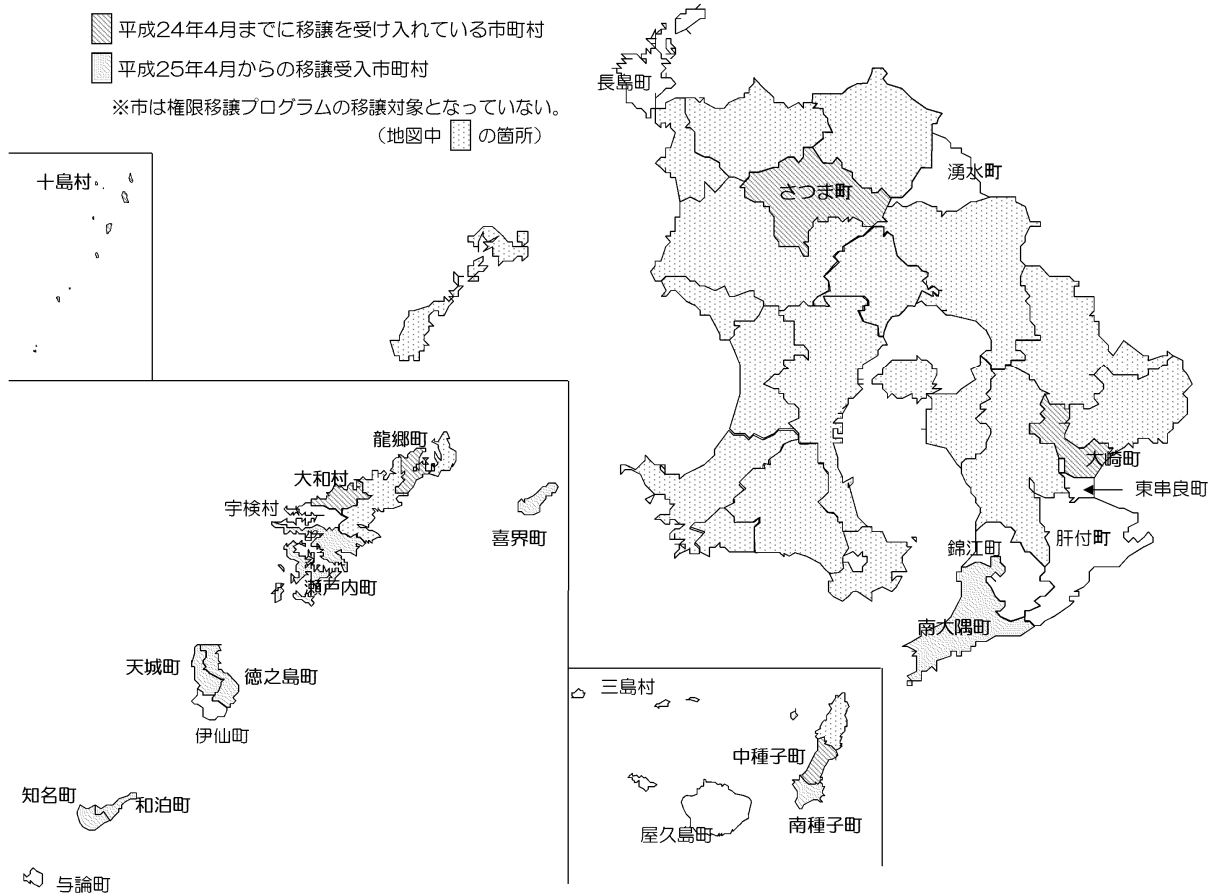 平成24年4月までに移譲を受け入れている市町村
平成25年4月からの移譲受入市町村
※市は権限移譲プログラムの移譲対象となっていない。
(地図中 の箇所)
長島町
湧水町
さつま町
十島村
龍郷町
大和村
宇検村
喜界町
瀬戸内町
大崎町
東串良町
肝付町
錦江町
南大隅町
天城町
徳之島町
伊仙町
三島村
中種子町
知名町
和泊町
南種子町
屋久島町
与論町